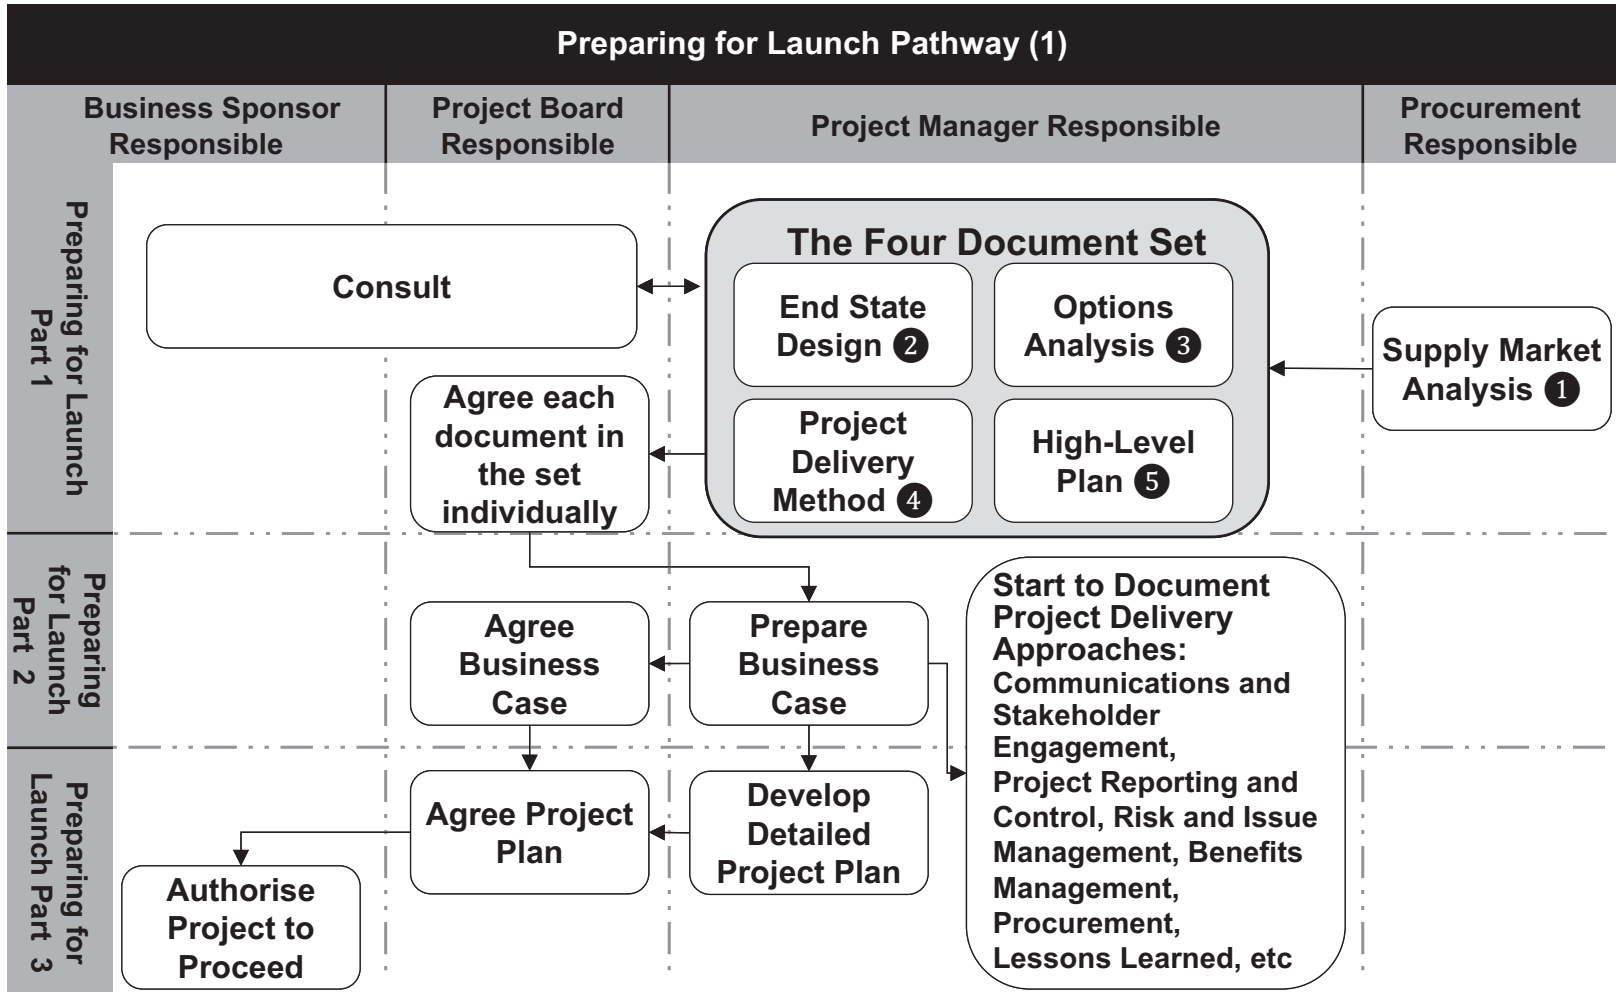 Preparing for Launch Pathway (1)
Business Sponsor
Responsible
Project Board
Responsible
Project Manager Responsible
Procurement
Responsible
Preparing for Launch
Part 1
Consult
The Four Document Set
End State
Design ❷
Options
Analysis ❸
Project
Delivery
Method ❹
High-Level
Plan ❺
Supply Market
Analysis ❶
Agree each
document in
the set
individually
Preparing
for Launch
Part 2
Agree
Business
Case
Prepare
Business
Case
Start to Document
Project Delivery
Approaches:
Communications and
Stakeholder
Engagement,
Project Reporting and
Control, Risk and Issue
Management, Benefits
Management,
Procurement,
Lessons Learned, etc
Preparing for
Launch Part 3
Agree Project
Plan
Develop
Detailed
Project Plan
Authorise
Project to
Proceed